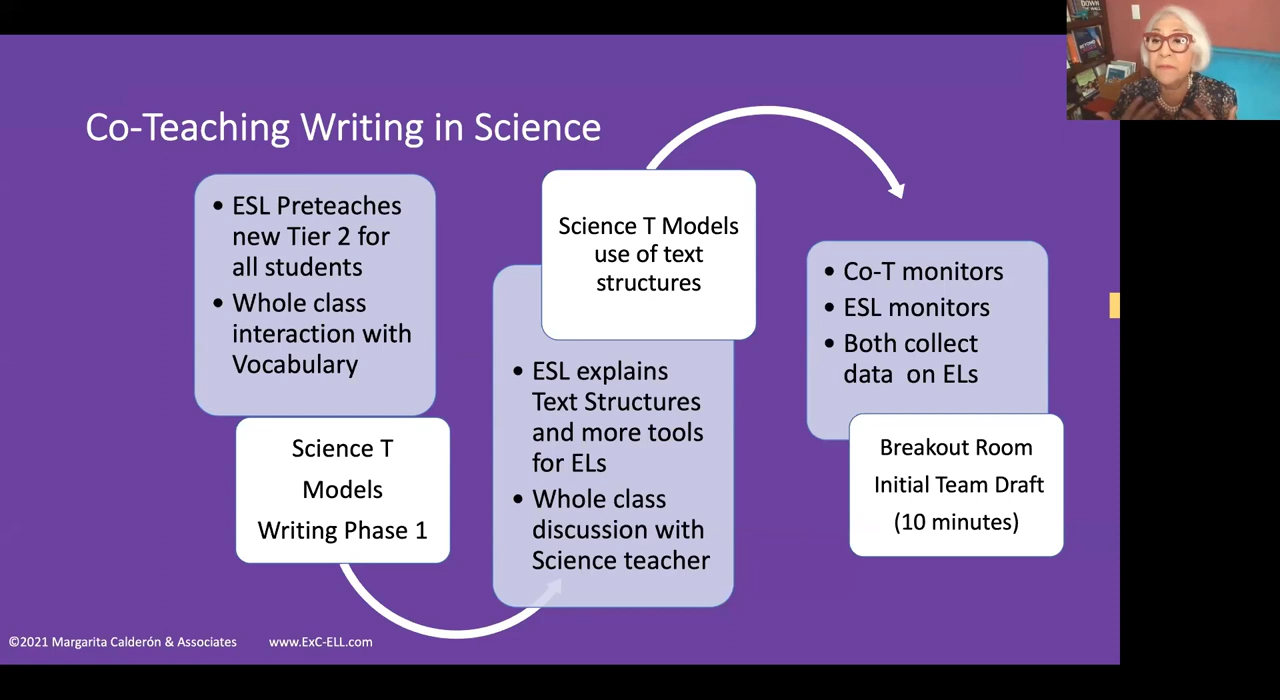 Co-Teaching Writing in Science
• ESL Preteaches
new Tier 2 for
all students
• Whole class
interaction with
Vocabulary
Science T
Models
Writing Phase 1
Science T Models
use of text
structures
• ESL explains
Text Structures
and more tools
for ELs
• Whole class
discussion with
Science teacher
• Co-T monitors
• ESL monitors
• Both collect
data on ELs
Breakout Room
Initial Team Draft
(10 minutes)
©2021 Margarita Calderón & Associates
www.ExC-ELL.com
DOWN
BEYOND